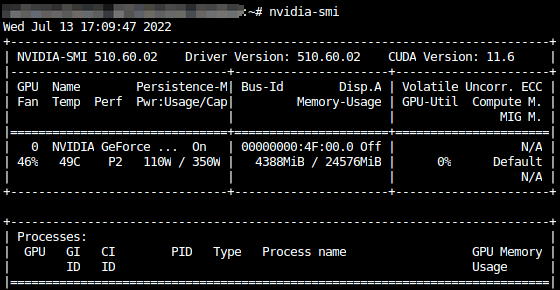 :~# nvidia-smi
Wed Jul 13 17:09:47 2022
+-----------------------------------------------------------------------------+
| NVIDIA-SMI 510.60.02    Driver Version: 510.60.02    CUDA Version: 11.6     |
|-------------------------------+----------------------+----------------------+
| GPU  Name        Persistence-M| Bus-Id        Disp.A | Volatile Uncorr. ECC |
| Fan  Temp  Perf  Pwr:Usage/Cap|         Memory-Usage | GPU-Util  Compute M. |
|                               |                      |               MIG M. |
|===============================+======================+======================|
|   0  NVIDIA GeForce ...  On   | 00000000:4F:00.0 Off |                  N/A |
| 46%   49C    P2   110W / 350W |   4388MiB / 24576MiB |      0%      Default |
|                               |                      |                  N/A |
+-------------------------------+----------------------+----------------------+
+-----------------------------------------------------------------------------+
| Processes:                                                                  |
|  GPU   GI   CI        PID   Type   Process name                  GPU Memory |
|        ID   ID                                                   Usage      |
|=============================================================================|